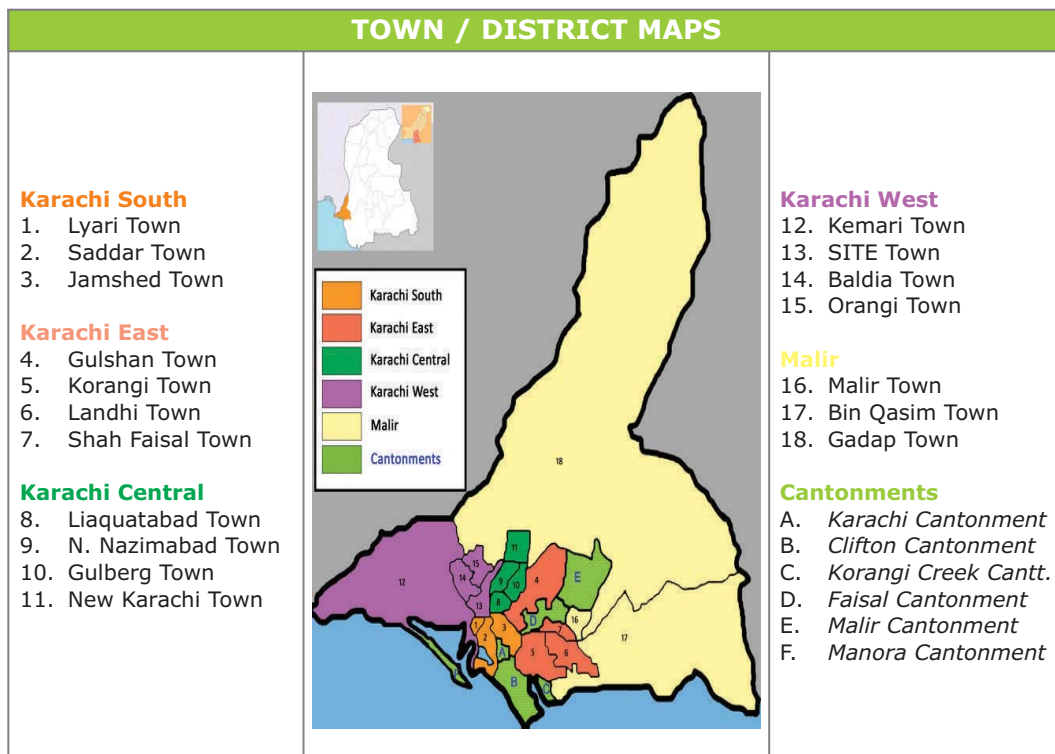 TOWN / DISTRICT MAPS
Karachi South
1. Lyari Town
2. Saddar Town
3. Jamshed Town
Karachi East
4. Gulshan Town
5. Korangi Town
6. Landhi Town
7. Shah Faisal Town
Karachi Central
8. Liaquatabad Town
9. N. Nazimabad Town
10. Gulberg Town
11. New Karachi Town
Karachi South
Karachi East
Karachi Central
Karachi West
Malir
Cantonments
18
11
15
14
12
9
10
4
E
13
8
D
16
1
3
7
17
2
A
5
6
B
C
Karachi West
12. Kemari Town
13. SITE Town
14. Baldia Town
15. Orangi Town
Malir
16. Malir Town
17. Bin Qasim Town
18. Gadap Town
Cantonments
A. Karachi Cantonment
B. Clifton Cantonment
C. Korangi Creek Cantt.
D. Faisal Cantonment
E. Malir Cantonment
F. Manora Cantonment